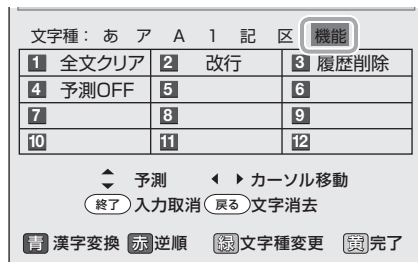 文字種： あ ア A 1 記 区 機能
1 全文クリア 2 改行 3 履歴削除
4 予測OFF 5 6
7 8 9
10 11 12
予測 カーソル移動
終了 入力取消 戻る 文字消去
青 漢字変換 赤 逆順 緑 文字種変更 黄 完了